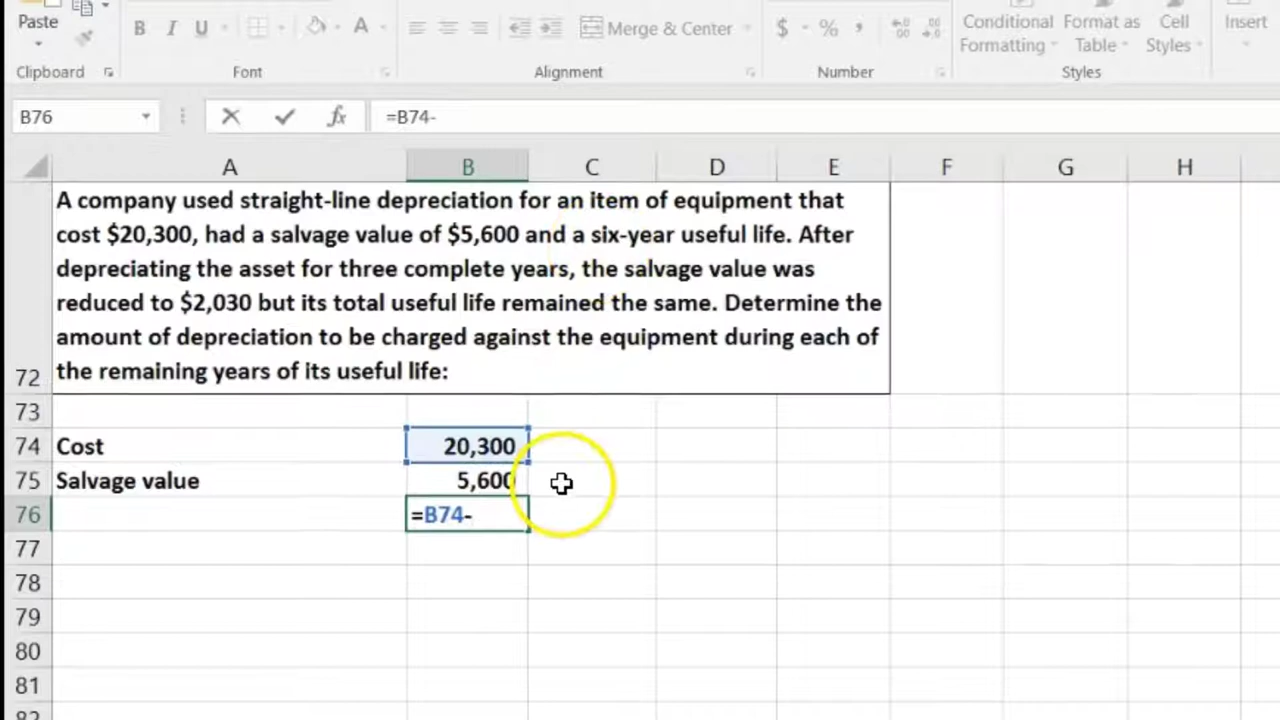 Paste
B I U
A
Merge & Center
$ % ,
Conditional Formatting
Format as Table
Cell Styles
Insert
Clipboard
Font
Alignment
Number
Styles
B76
fx
=B74-
A B C D E F G H
72
A company used straight-line depreciation for an item of equipment that
cost $20,300, had a salvage value of $5,600 and a six-year useful life. After
depreciating the asset for three complete years, the salvage value was
reduced to $2,030 but its total useful life remained the same. Determine the
amount of depreciation to be charged against the equipment during each of
the remaining years of its useful life:
73
74 Cost 20,300
75 Salvage value 5,600
76 =B74-
77
78
79
80
81
82